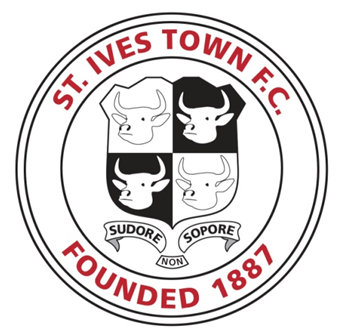 ST. IVES TOWN F.C.
SUDORE NON SOPORE
FOUNDED 1887